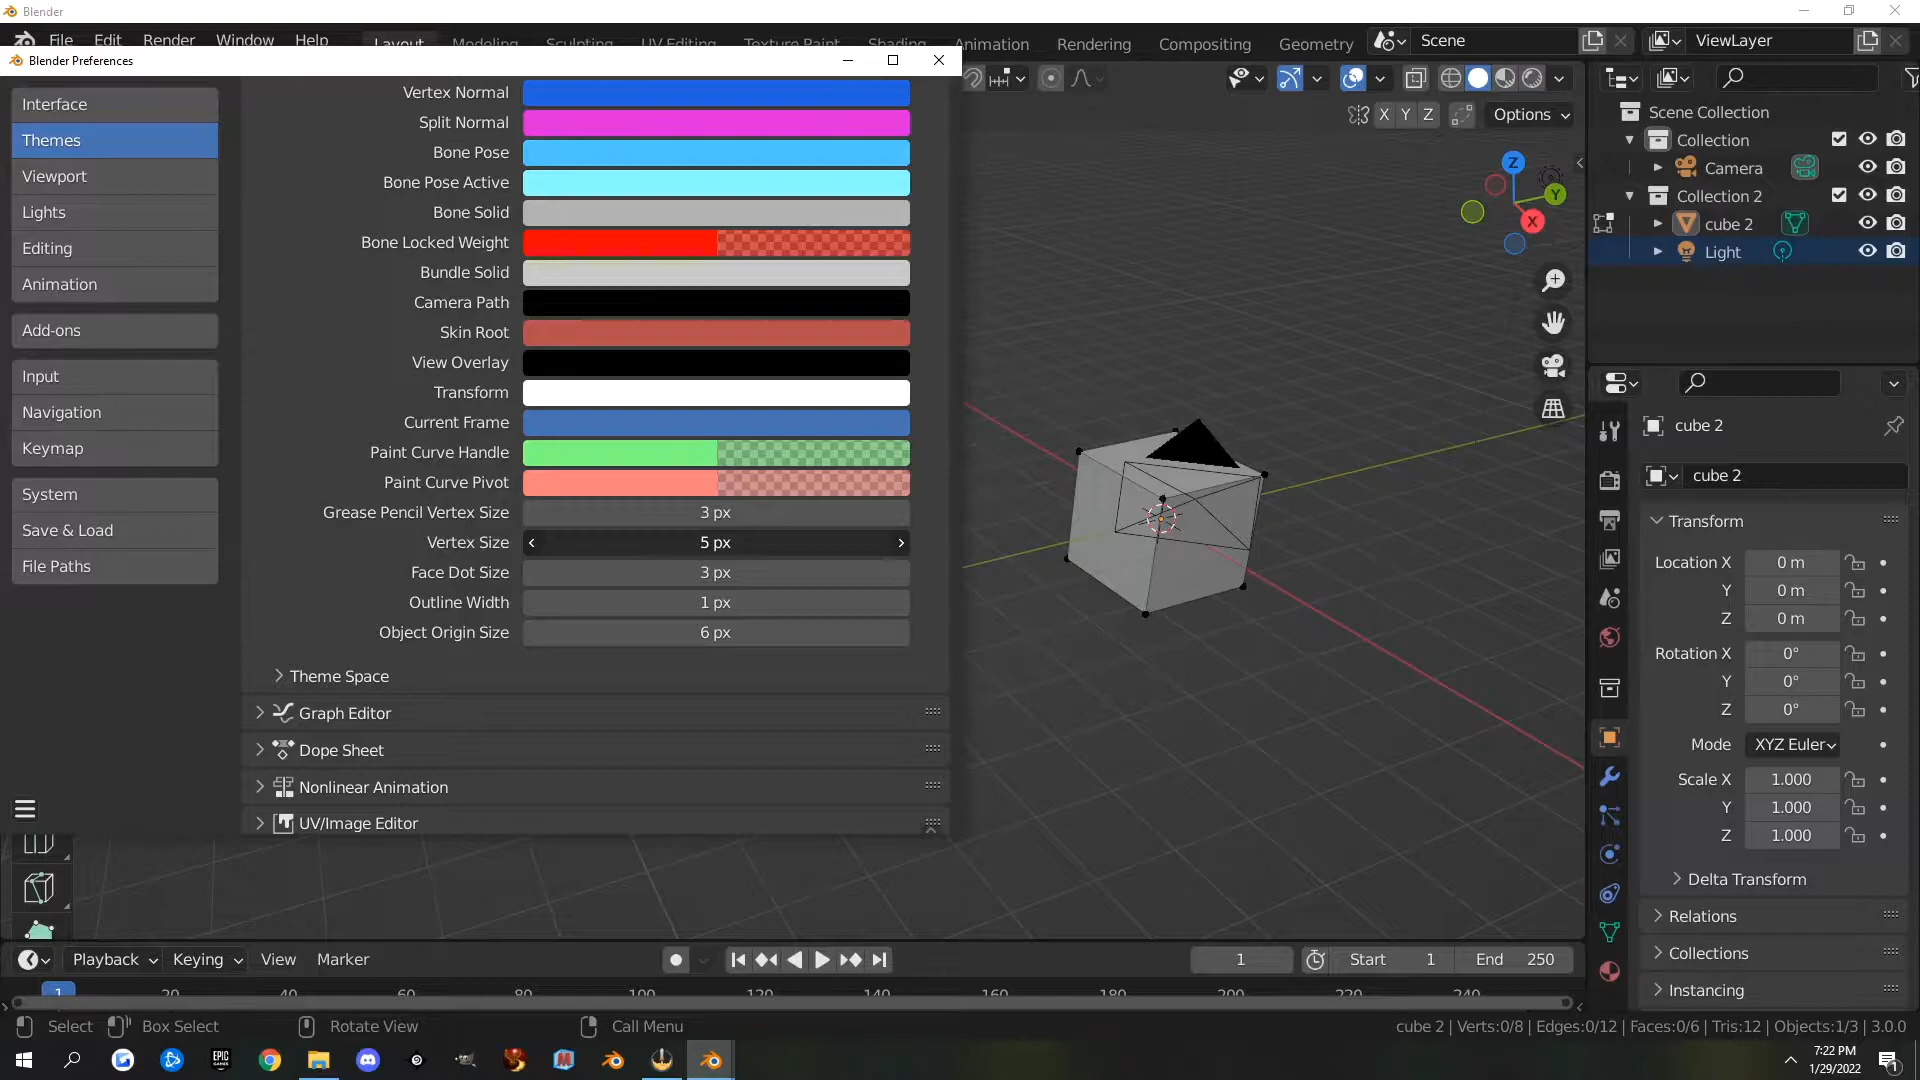 Blender
File Edit Render Window Help Layout Modeling Sculpting UV Editing Texture Paint Shading Animation Rendering Compositing Geometry Scene ViewLayer
Blender Preferences
Interface
Themes
Viewport
Lights
Editing
Animation
Add-ons
Input
Navigation
Keymap
System
Save & Load
File Paths
Vertex Normal
Split Normal
Bone Pose
Bone Pose Active
Bone Solid
Bone Locked Weight
Bundle Solid
Camera Path
Skin Root
View Overlay
Transform
Current Frame
Paint Curve Handle
Paint Curve Pivot
Grease Pencil Vertex Size 3 px
Vertex Size 5 px
Face Dot Size 3 px
Outline Width 1 px
Object Origin Size 6 px
Theme Space
Graph Editor
Dope Sheet
Nonlinear Animation
UV/Image Editor
X Y Z Options
Z
Y
X
Scene Collection
Collection
Camera
Collection 2
cube 2
Light
cube 2
cube 2
Transform
Location X 0 m
Y 0 m
Z 0 m
Rotation X 0°
Y 0°
Z 0°
Mode XYZ Euler
Scale X 1.000
Y 1.000
Z 1.000
Delta Transform
Relations
Collections
Instancing
Playback Keying View Marker 1 Start 1 End 250
1 20 40 60 80 100 120 140 160 180 200 220 240
Select Box Select Rotate View Call Menu cube 2 | Verts:0/8 | Edges:0/12 | Faces:0/6 | Tris:12 | Objects:1/3 | 3.0.0
EPIC GAMES
7:22 PM
1/29/2022
1